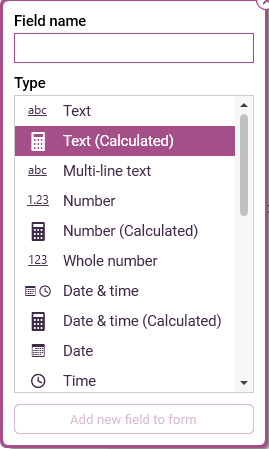 Field name
Type
abc Text
Text (Calculated)
abc Multi-line text
1.23 Number
Number (Calculated)
123 Whole number
Date & time
Date & time (Calculated)
Date
Time
Add new field to form